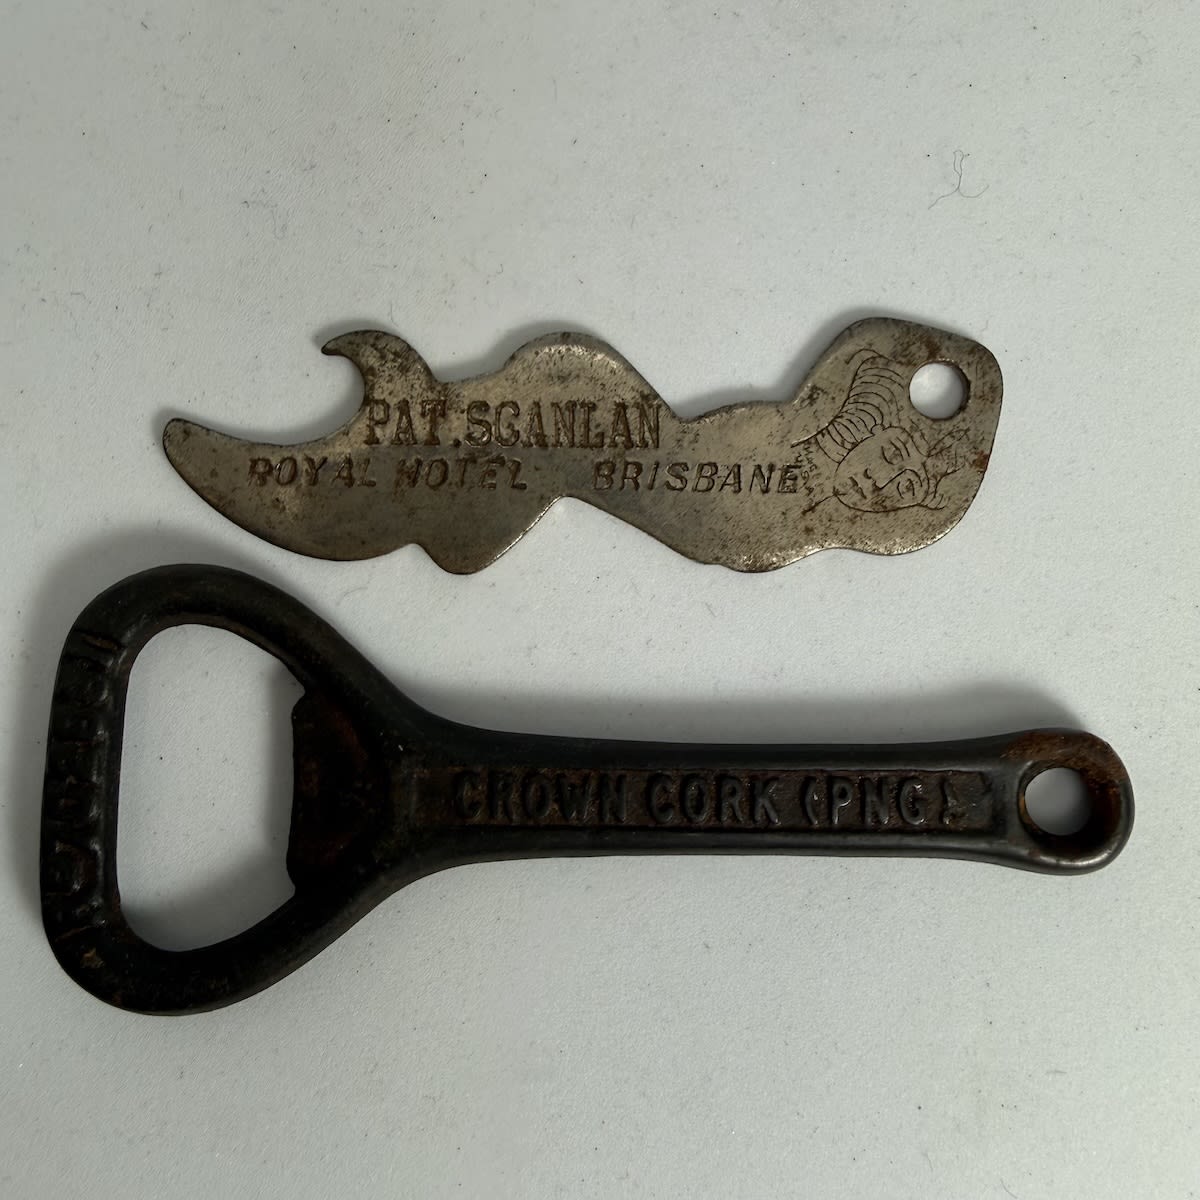 PAT. SCANLAN
ROYAL HOTEL BRISBANE
CROWN CORK (PNG)